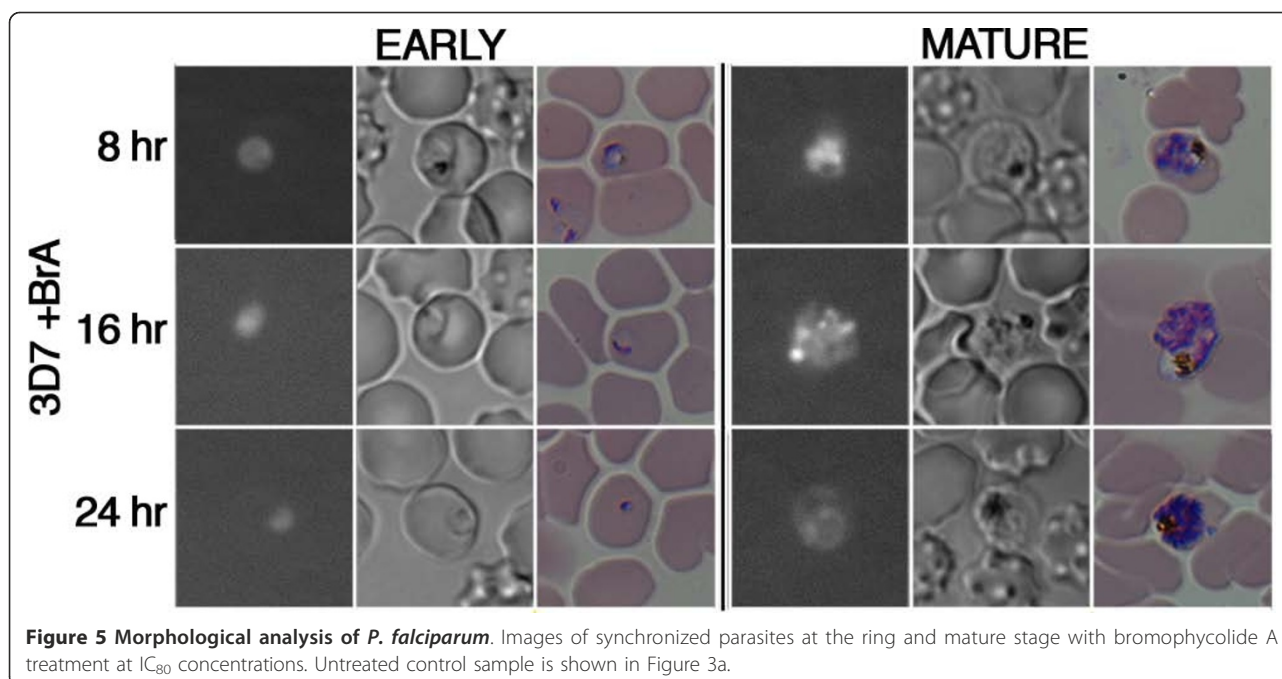 EARLY
MATURE
8 hr
16 hr
24 hr
3D7 +BrA
Figure 5 Morphological analysis of P. falciparum. Images of synchronized parasites at the ring and mature stage with bromophycolide A
treatment at IC80 concentrations. Untreated control sample is shown in Figure 3a.